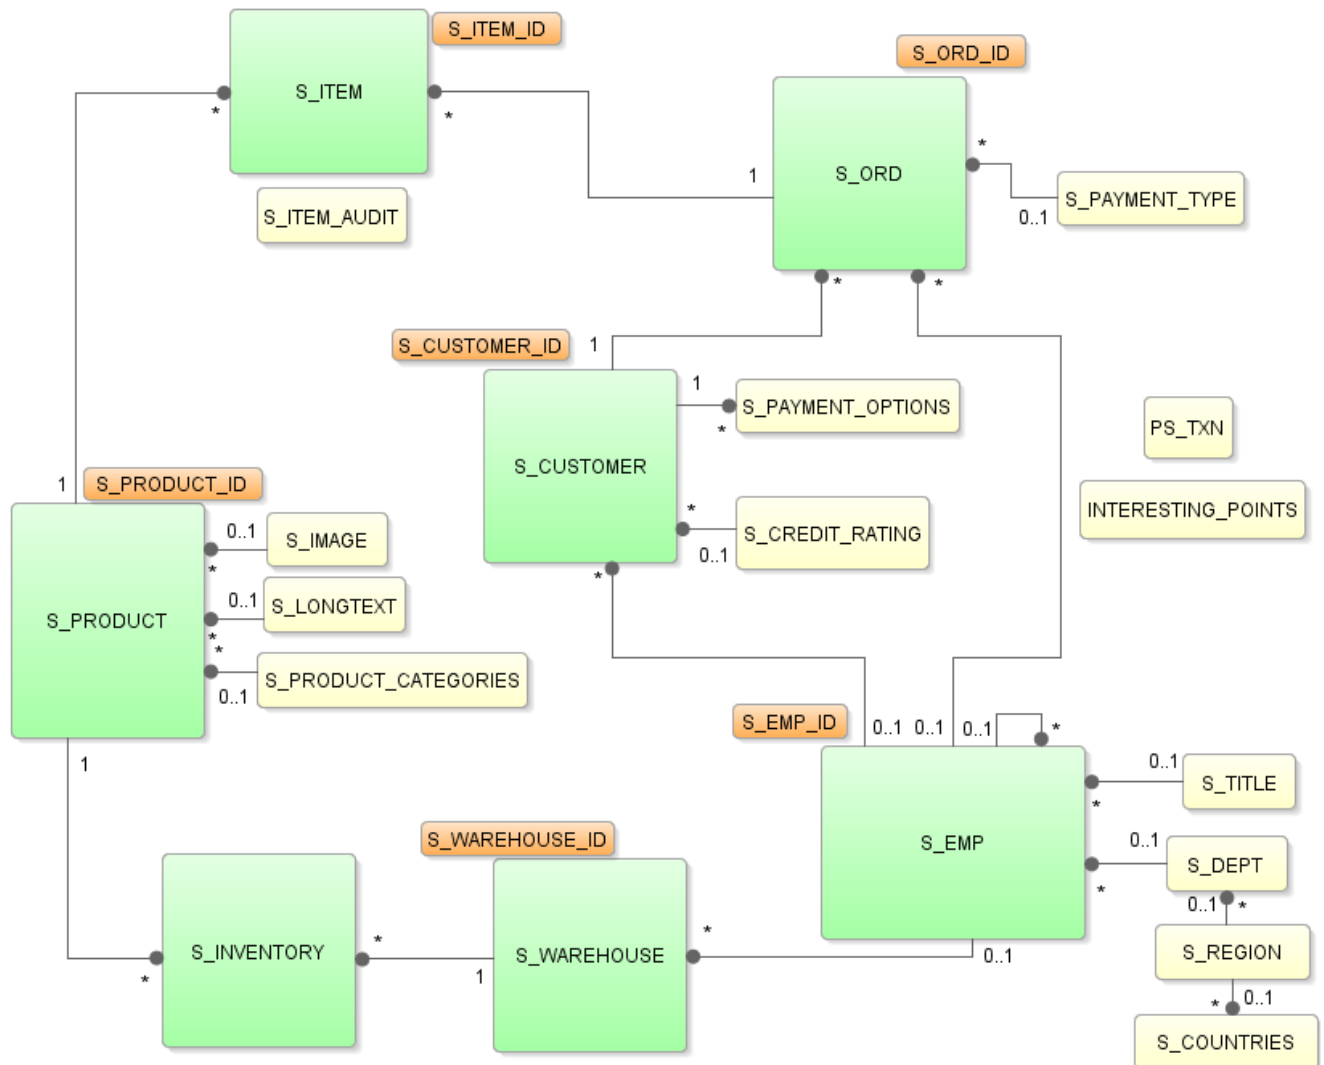 S_ITEM_ID
S_ORD_ID
S_ITEM
*
*
*
S_ORD
1
S_PAYMENT_TYPE
0..1
S_ITEM_AUDIT
*
*
S_CUSTOMER_ID
1
1
S_PAYMENT_OPTIONS
*
PS_TXN
S_CUSTOMER
1
S_PRODUCT_ID
*
INTERESTING_POINTS
0..1
S_IMAGE
*
S_CREDIT_RATING
0..1
*
0..1
S_LONGTEXT
S_PRODUCT
*
*
S_PRODUCT_CATEGORIES
0..1
S_EMP_ID
0..1
0..1
0..1
*
1
0..1
S_TITLE
*
S_WAREHOUSE_ID
0..1
S_EMP
S_DEPT
*
0..1
*
*
*
S_INVENTORY
S_WAREHOUSE
0..1
S_REGION
*
1
*
0..1
S_COUNTRIES